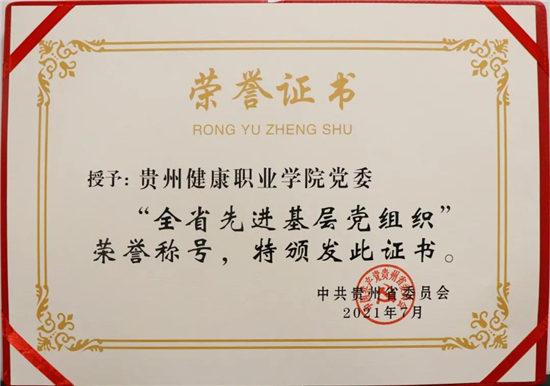 荣誉证书
RONG YU ZHENG SHU
授予：贵州健康职业学院党委
“全省先进基层党组织”
荣誉称号，特颁发此证书。
中共贵州省委员会
2021年7月